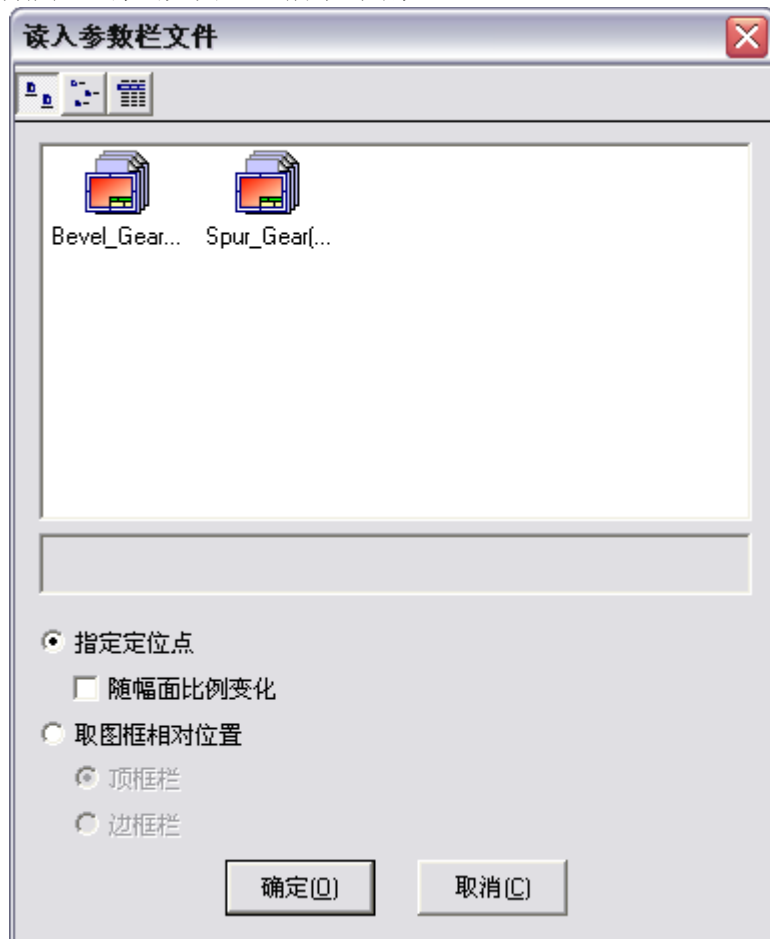 读入参数栏文件
Bevel_Gear... Spur_Gear(...
指定定位点
随幅面比例变化
取图框相对位置
顶框栏
边框栏
确定(O) 取消(C)